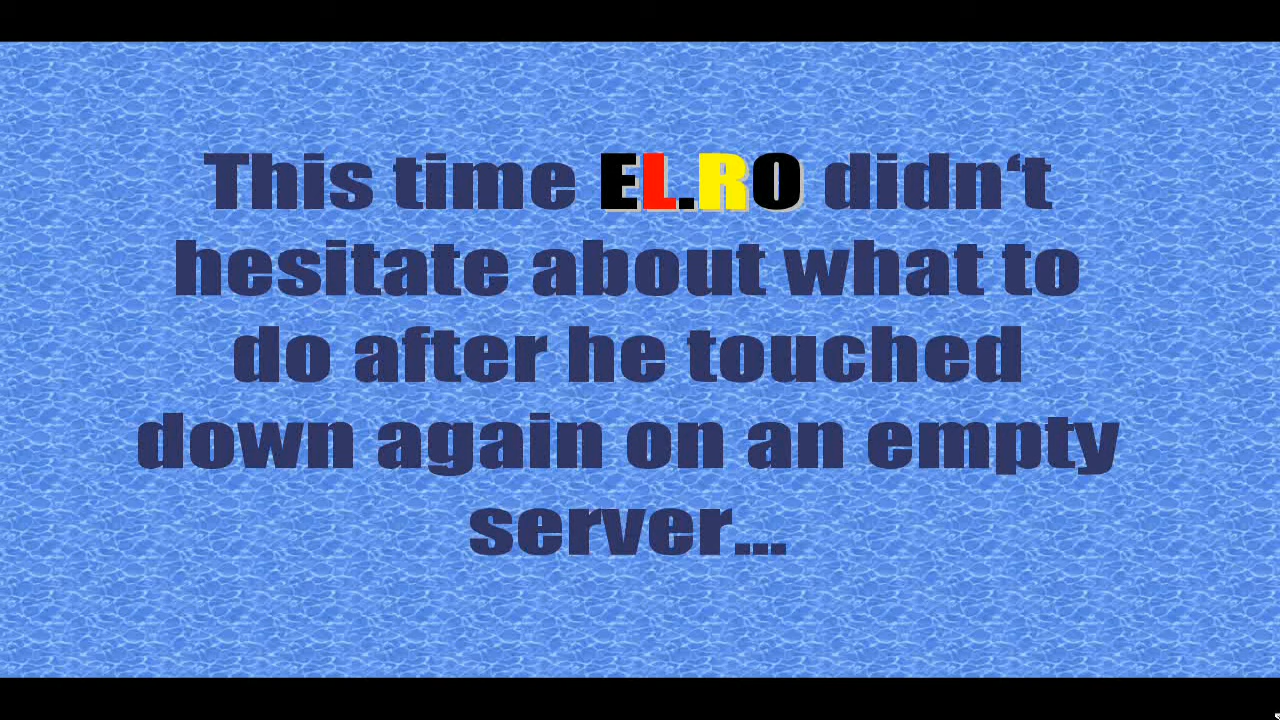 This time EL.RO didn‘t
hesitate about what to
do after he touched
down again on an empty
server...